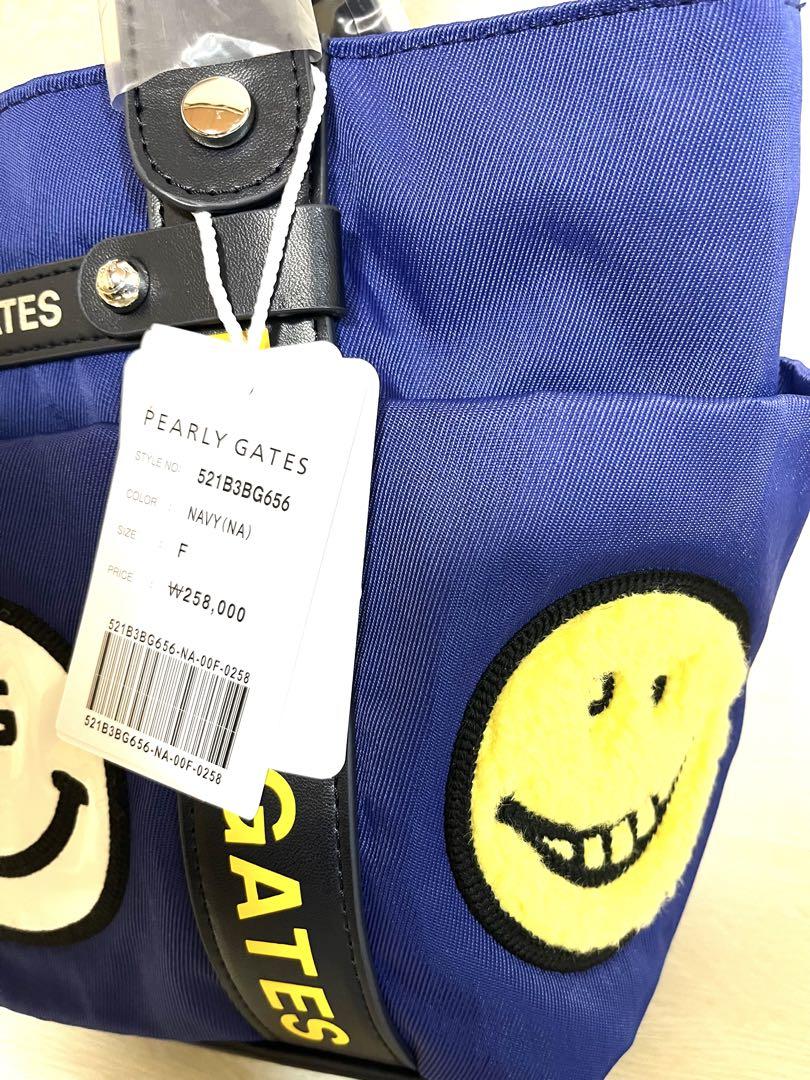 ATES
PEARLY GATES
STYLE NO: 521B3BG656
COLOR : NAVY(NA)
SIZE : F
PRICE : ₩258,000
521B3BG656-NA-00F-0258
521B3BG656-NA-00F-0258
GATES